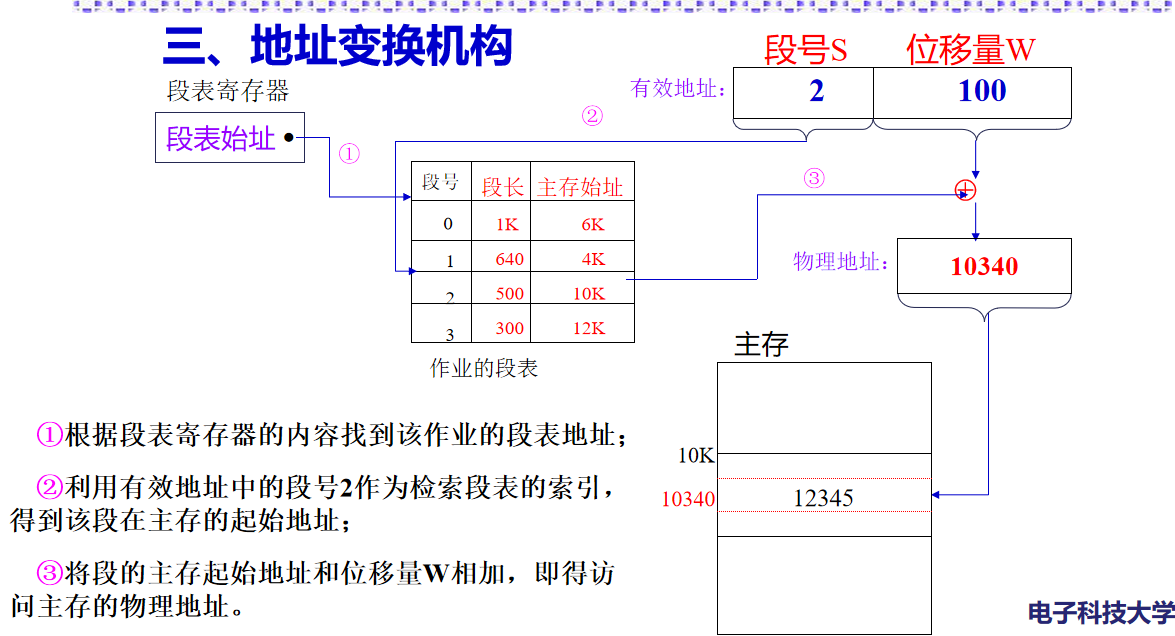 三、地址变换机构
段号S 位移量W
段表寄存器
有效地址： 2 100
段表始址
①
②
③
段号 段长 主存始址
0 1K 6K
1 640 4K
2 500 10K
3 300 12K
作业的段表
物理地址： 10340
主存
10K
10340 12345
①根据段表寄存器的内容找到该作业的段表地址；
②利用有效地址中的段号2作为检索段表的索引，
得到该段在主存的起始地址；
③将段的主存起始地址和位移量W相加，即得访
问主存的物理地址。
电子科技大学